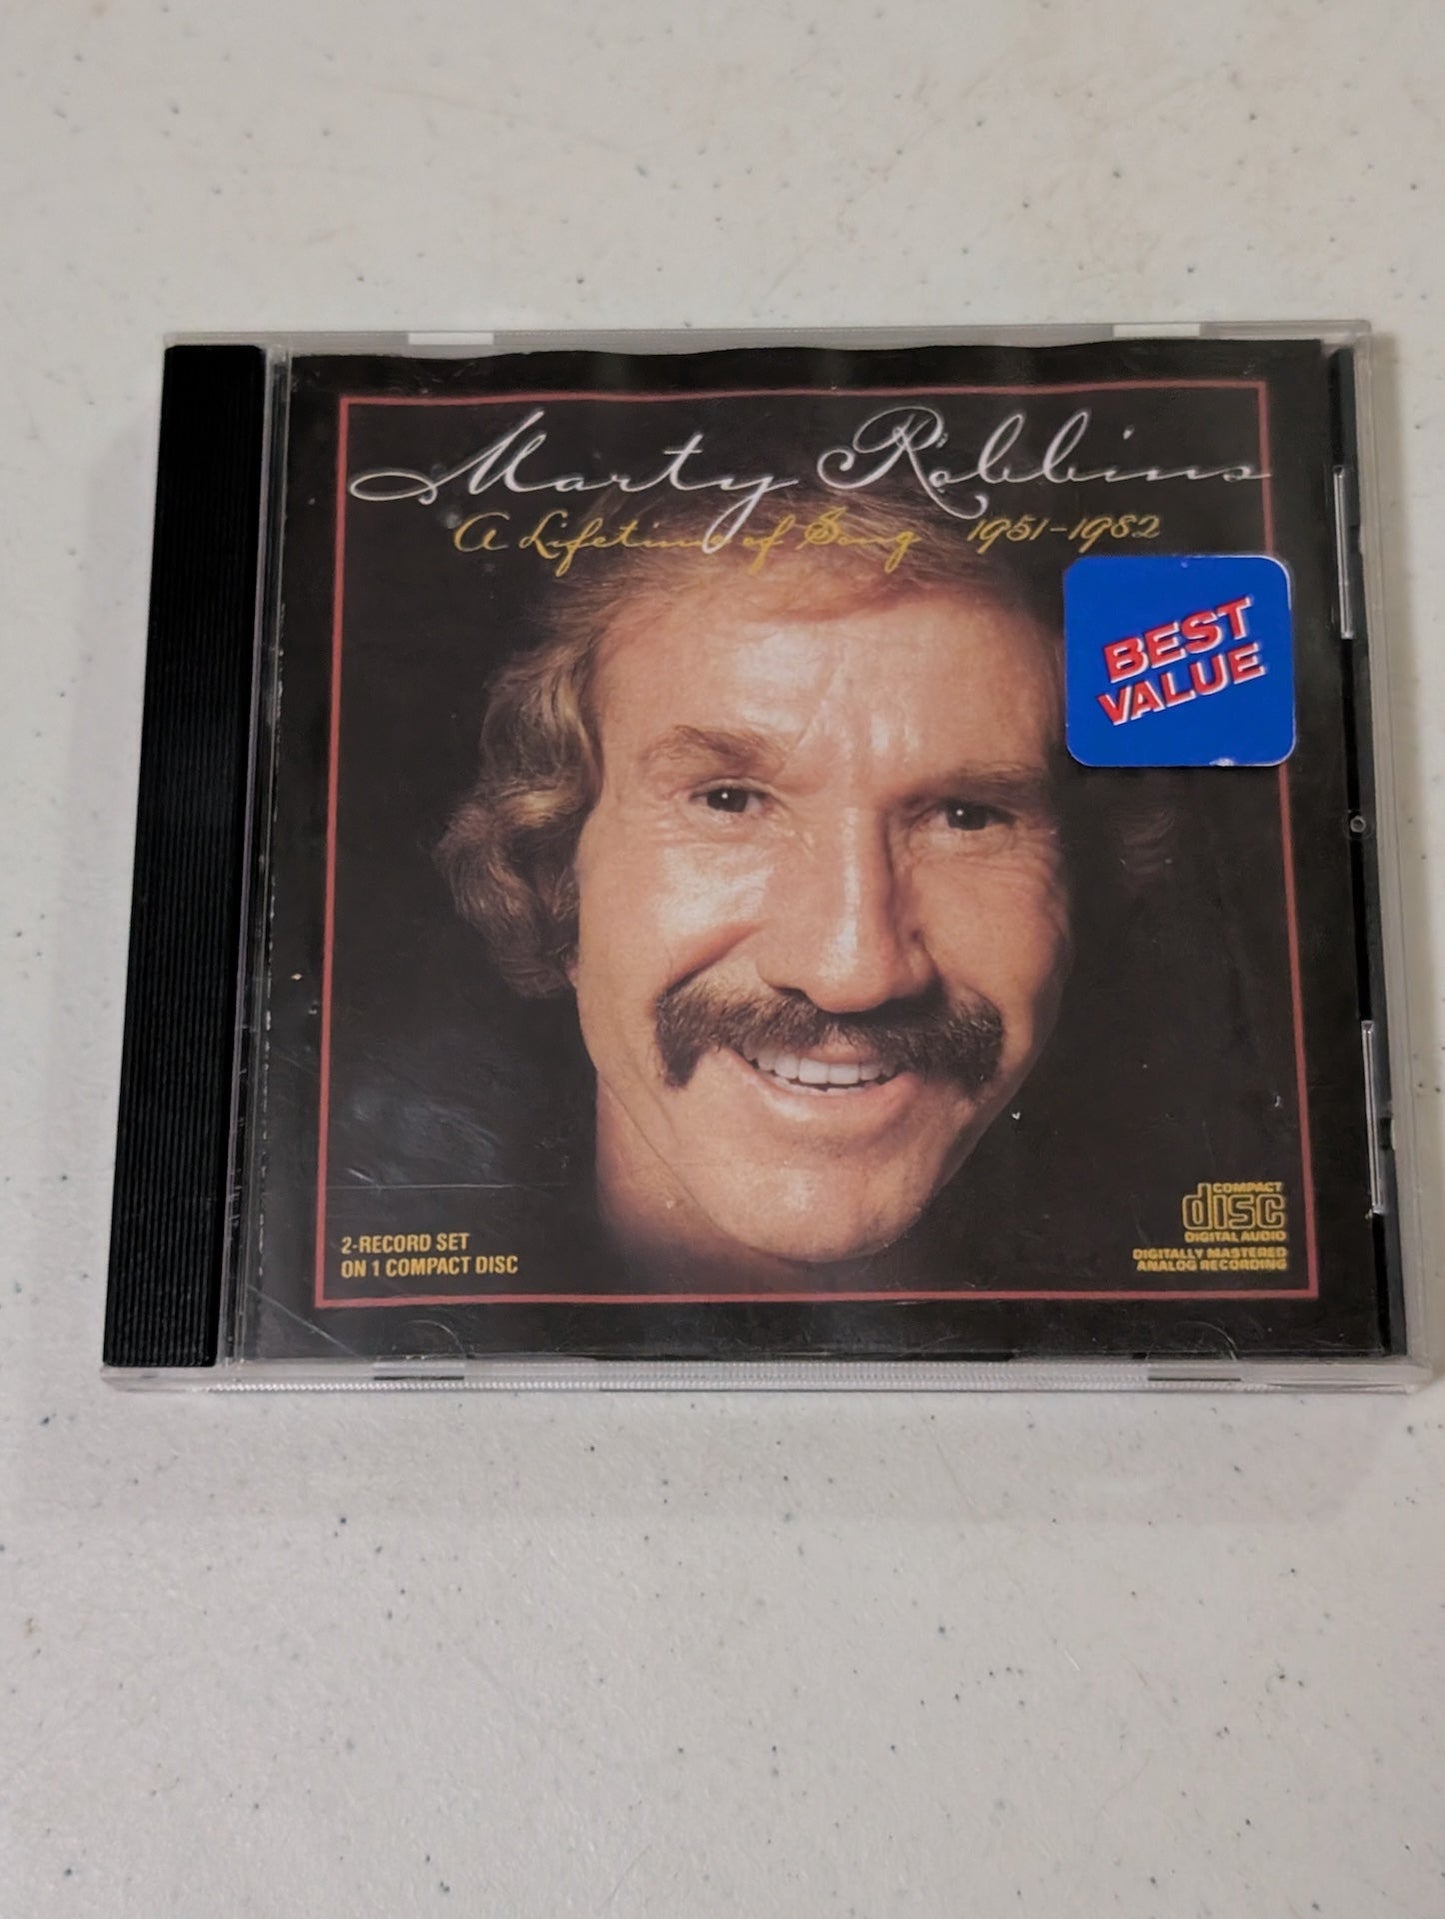 Marty Robbins
A Lifetime of Song 1951-1982
BEST
VALUE
2-RECORD SET
ON 1 COMPACT DISC
COMPACT
disc
DIGITAL AUDIO
DIGITALLY MASTERED
ANALOG RECORDING